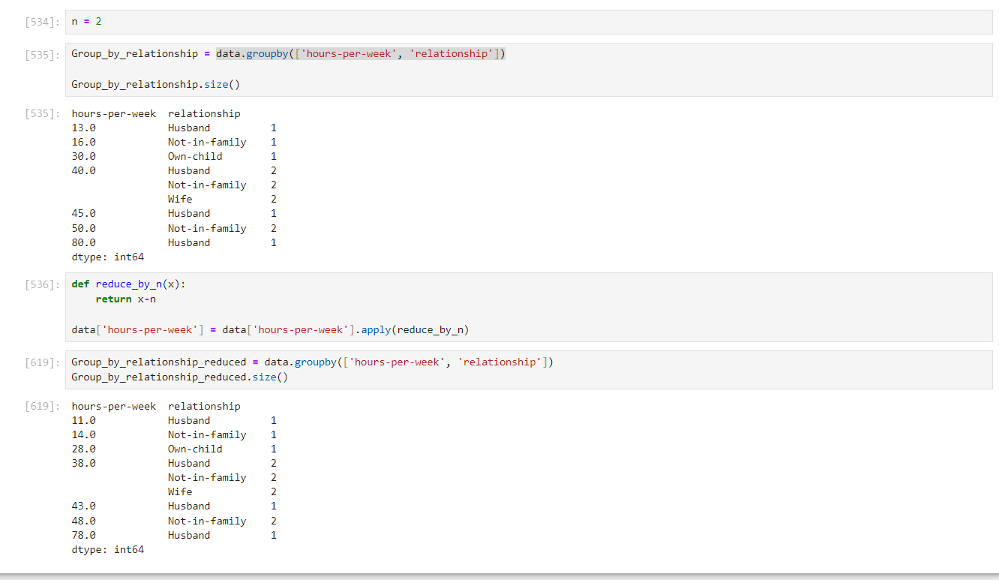 [534]: n = 2
[535]: Group_by_relationship = data.groupby(['hours-per-week', 'relationship'])
Group_by_relationship.size()
[535]: hours-per-week  relationship
13.0            Husband          1
16.0            Not-in-family    1
30.0            Own-child        1
40.0            Husband          2
                Not-in-family    2
                Wife             2
45.0            Husband          1
50.0            Not-in-family    2
80.0            Husband          1
dtype: int64
[536]: def reduce_by_n(x):
    return x-n
data['hours-per-week'] = data['hours-per-week'].apply(reduce_by_n)
[619]: Group_by_relationship_reduced = data.groupby(['hours-per-week', 'relationship'])
Group_by_relationship_reduced.size()
[619]: hours-per-week  relationship
11.0            Husband          1
14.0            Not-in-family    1
28.0            Own-child        1
38.0            Husband          2
                Not-in-family    2
                Wife             2
43.0            Husband          1
48.0            Not-in-family    2
78.0            Husband          1
dtype: int64